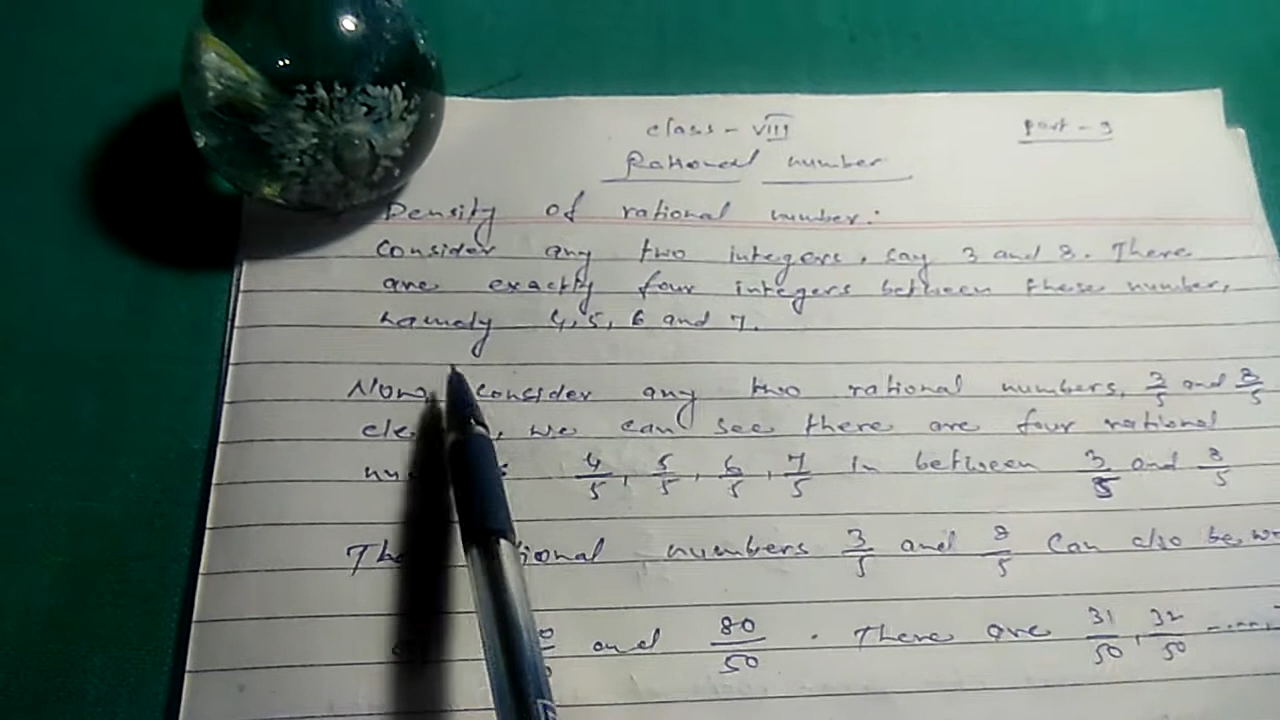 class - VIII
Part - 3
Rational number
Density of rational number:
Consider any two integers, say 3 and 8. There
are exactly four integers between these number,
namely 4, 5, 6 and 7.
Now, consider any two rational numbers, 3/5 and 8/5
we can see there are four rational
4/5, 5/5, 6/5, 7/5 in between 3/5 and 8/5
numbers 3/5 and 8/5 can also be
and 80/50 . There are 31/50, 32/50 ......